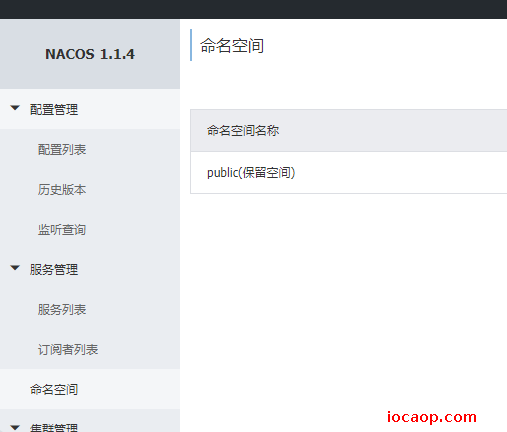 NACOS 1.1.4
配置管理
配置列表
历史版本
监听查询
服务管理
服务列表
订阅者列表
命名空间
集群管理
命名空间
命名空间名称
public(保留空间)
iocaop.com